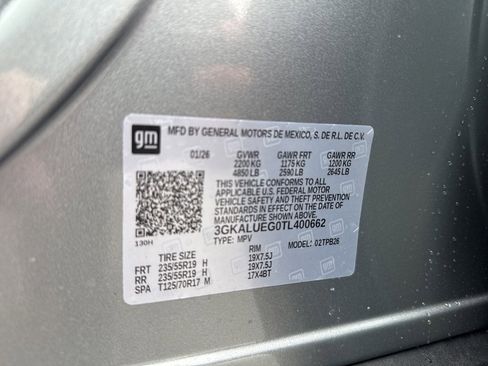 gm
MFD BY GENERAL MOTORS DE MEXICO, S. DE R.L. DE C.V.
01/26 GVWR GAWR FRT GAWR RR
2200 KG 1175 KG 1200 KG
4850 LB 2590 LB 2645 LB
THIS VEHICLE CONFORMS TO ALL
APPLICABLE U.S. FEDERAL MOTOR
VEHICLE SAFETY AND THEFT PREVENTION
STANDARDS IN EFFECT ON THE DATE OF
MANUFACTURE SHOWN ABOVE.
3GKALUEG0TL400662
TYPE: MPV MODEL: 02TPB26
130H
TIRE SIZE RIM
FRT 235/55R19 H 19X7.5J
RR 235/55R19 H 19X7.5J
SPA T125/70R17 M 17X4BT